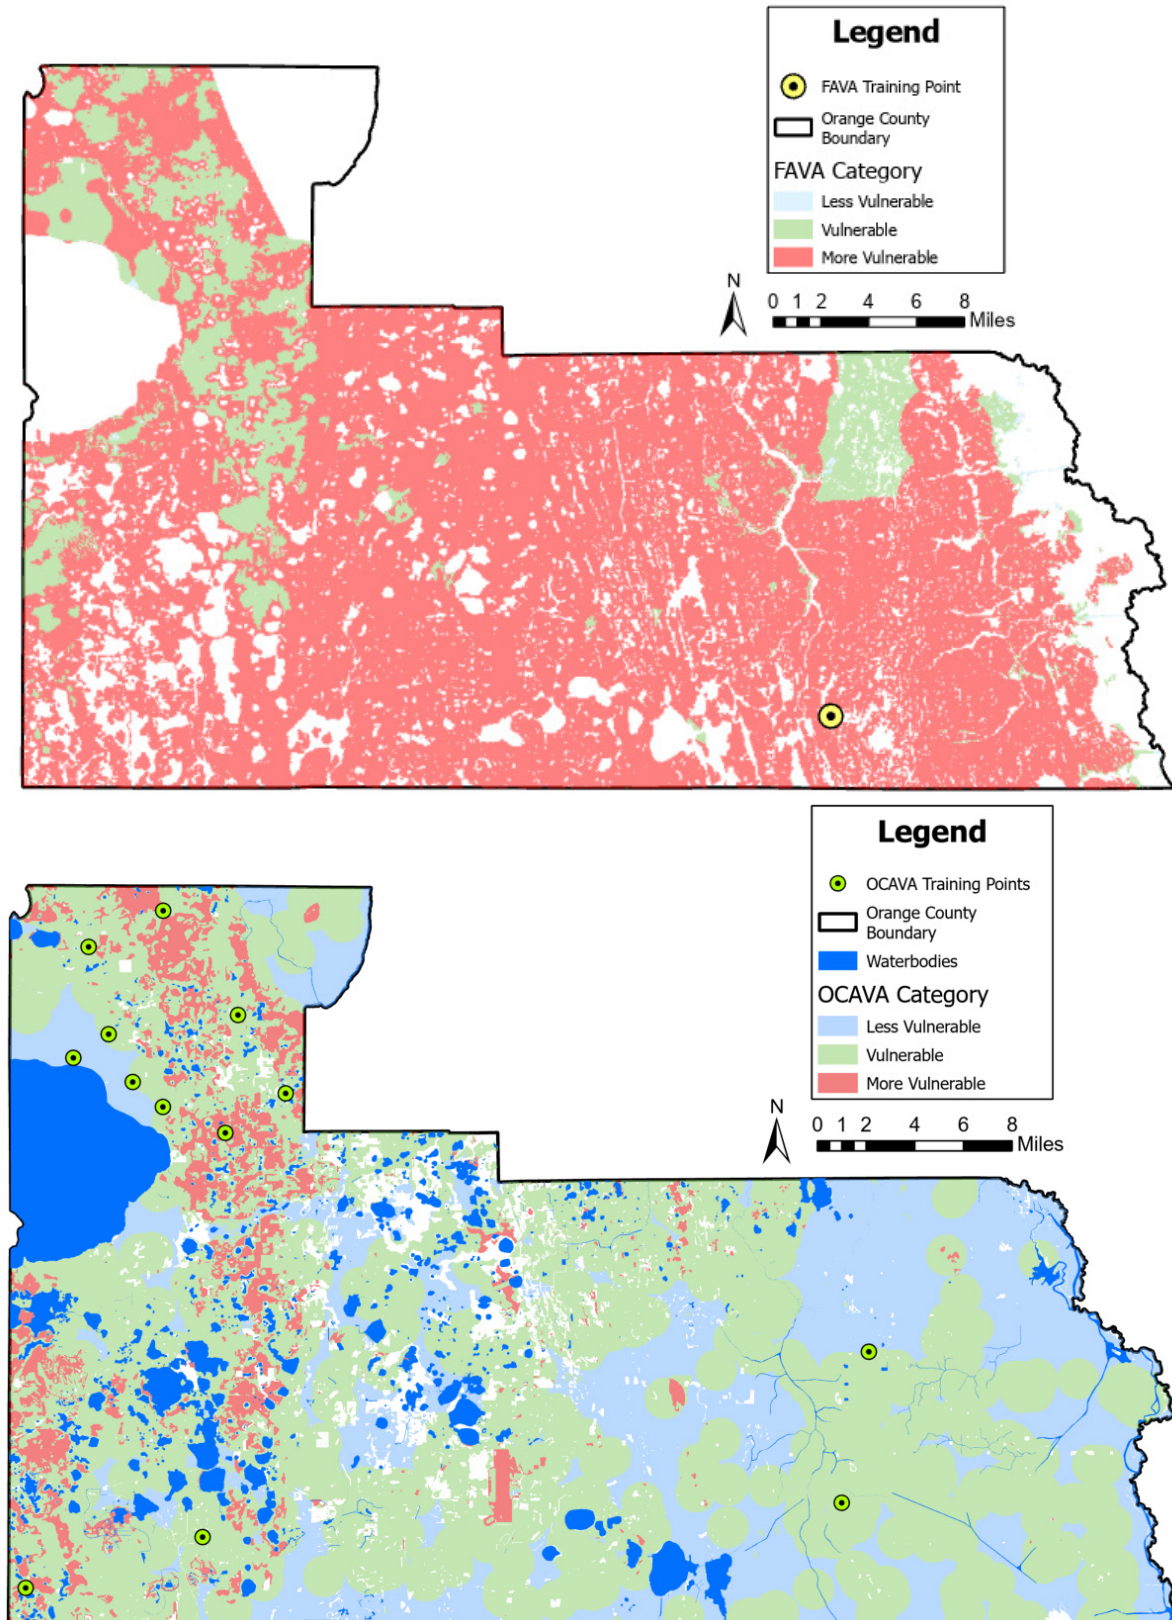 Legend
FAVA Training Point
Orange County
Boundary
FAVA Category
Less Vulnerable
Vulnerable
More Vulnerable
N
0 1 2 4 6 8
Miles
Legend
OCAVA Training Points
Orange County
Boundary
Waterbodies
OCAVA Category
Less Vulnerable
Vulnerable
More Vulnerable
N
0 1 2 4 6 8
Miles